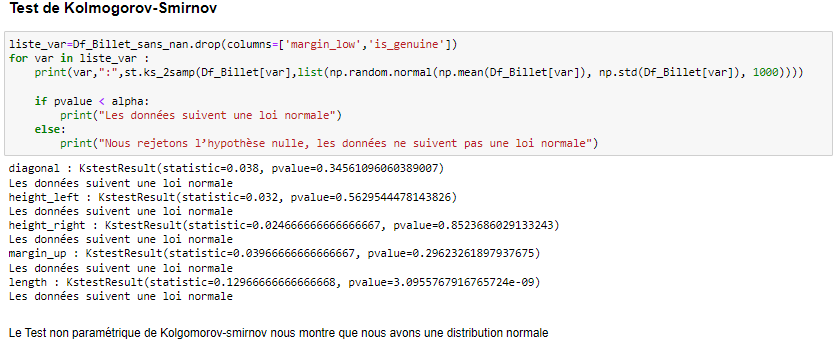 Test de Kolmogorov-Smirnov
liste_var=Df_Billet_sans_nan.drop(columns=['margin_low','is_genuine'])
for var in liste_var :
    print(var,":",st.ks_2samp(Df_Billet[var],list(np.random.normal(np.mean(Df_Billet[var]), np.std(Df_Billet[var]), 1000))))
    if pvalue < alpha:
        print("Les données suivent une loi normale")
    else:
        print("Nous rejetons l’hypothèse nulle, les données ne suivent pas une loi normale")
diagonal : KstestResult(statistic=0.038, pvalue=0.34561096060389007)
Les données suivent une loi normale
height_left : KstestResult(statistic=0.032, pvalue=0.5629544478143826)
Les données suivent une loi normale
height_right : KstestResult(statistic=0.024666666666666667, pvalue=0.8523686029133243)
Les données suivent une loi normale
margin_up : KstestResult(statistic=0.03966666666666667, pvalue=0.29623261897937675)
Les données suivent une loi normale
length : KstestResult(statistic=0.12966666666666668, pvalue=3.0955767916765724e-09)
Les données suivent une loi normale
Le Test non paramétrique de Kolgomorov-smirnov nous montre que nous avons une distribution normale